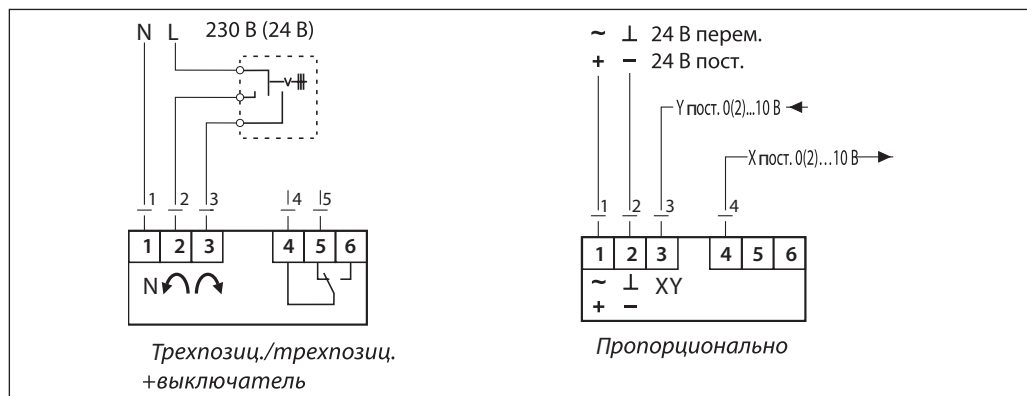 N L 230 В (24 В)
1 2 3 4 5
1 2 3 4 5 6
N
Трехпозиц./трехпозиц.
+выключатель
~ ⊥ 24 В перем.
+ − 24 В пост.
Y пост. 0(2)...10 В
X пост. 0(2)...10 В
1 2 3 4
1 2 3 4 5 6
~ ⊥ XY
+ −
Пропорционально